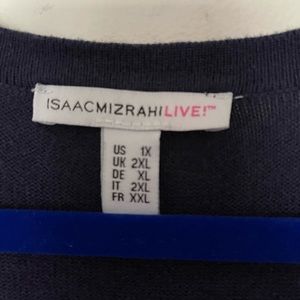 ISAACMIZRAHILIVE!™
US 1X
UK 2XL
DE XL
IT 2XL
FR XXL